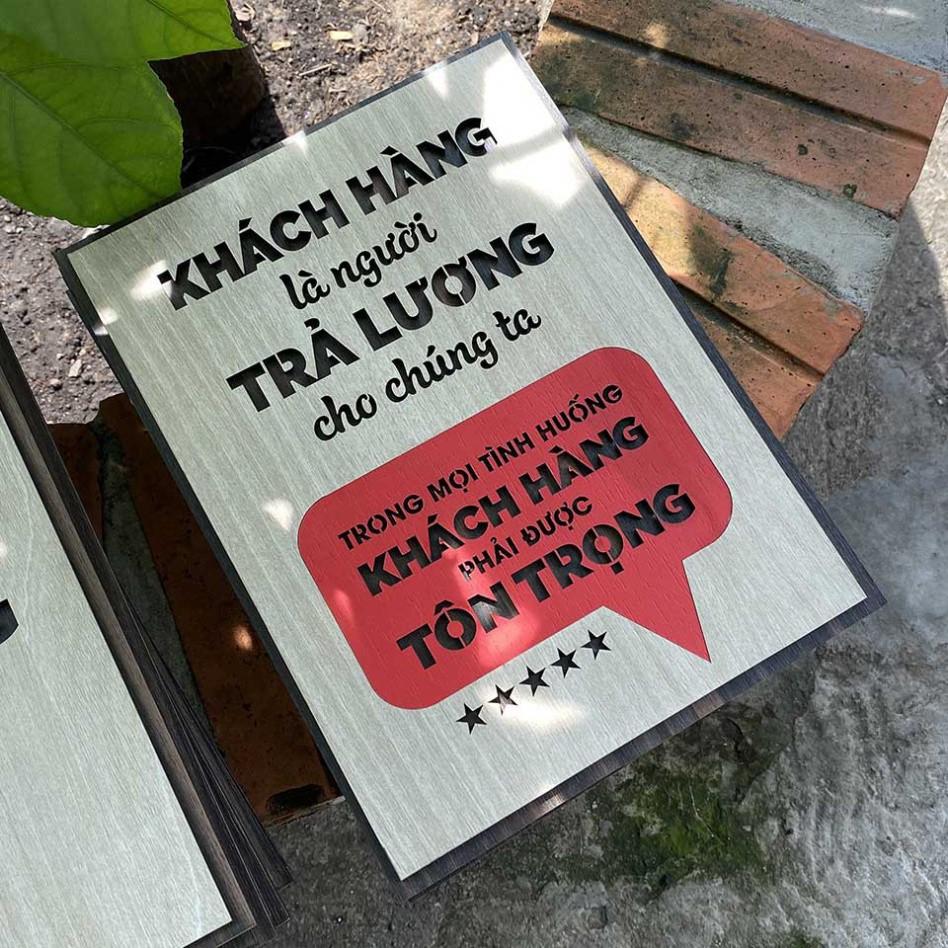 KHÁCH HÀNG
là người
TRẢ LƯƠNG
cho chúng ta
TRONG MỌI TÌNH HUỐNG
KHÁCH HÀNG
PHẢI ĐƯỢC
TÔN TRỌNG